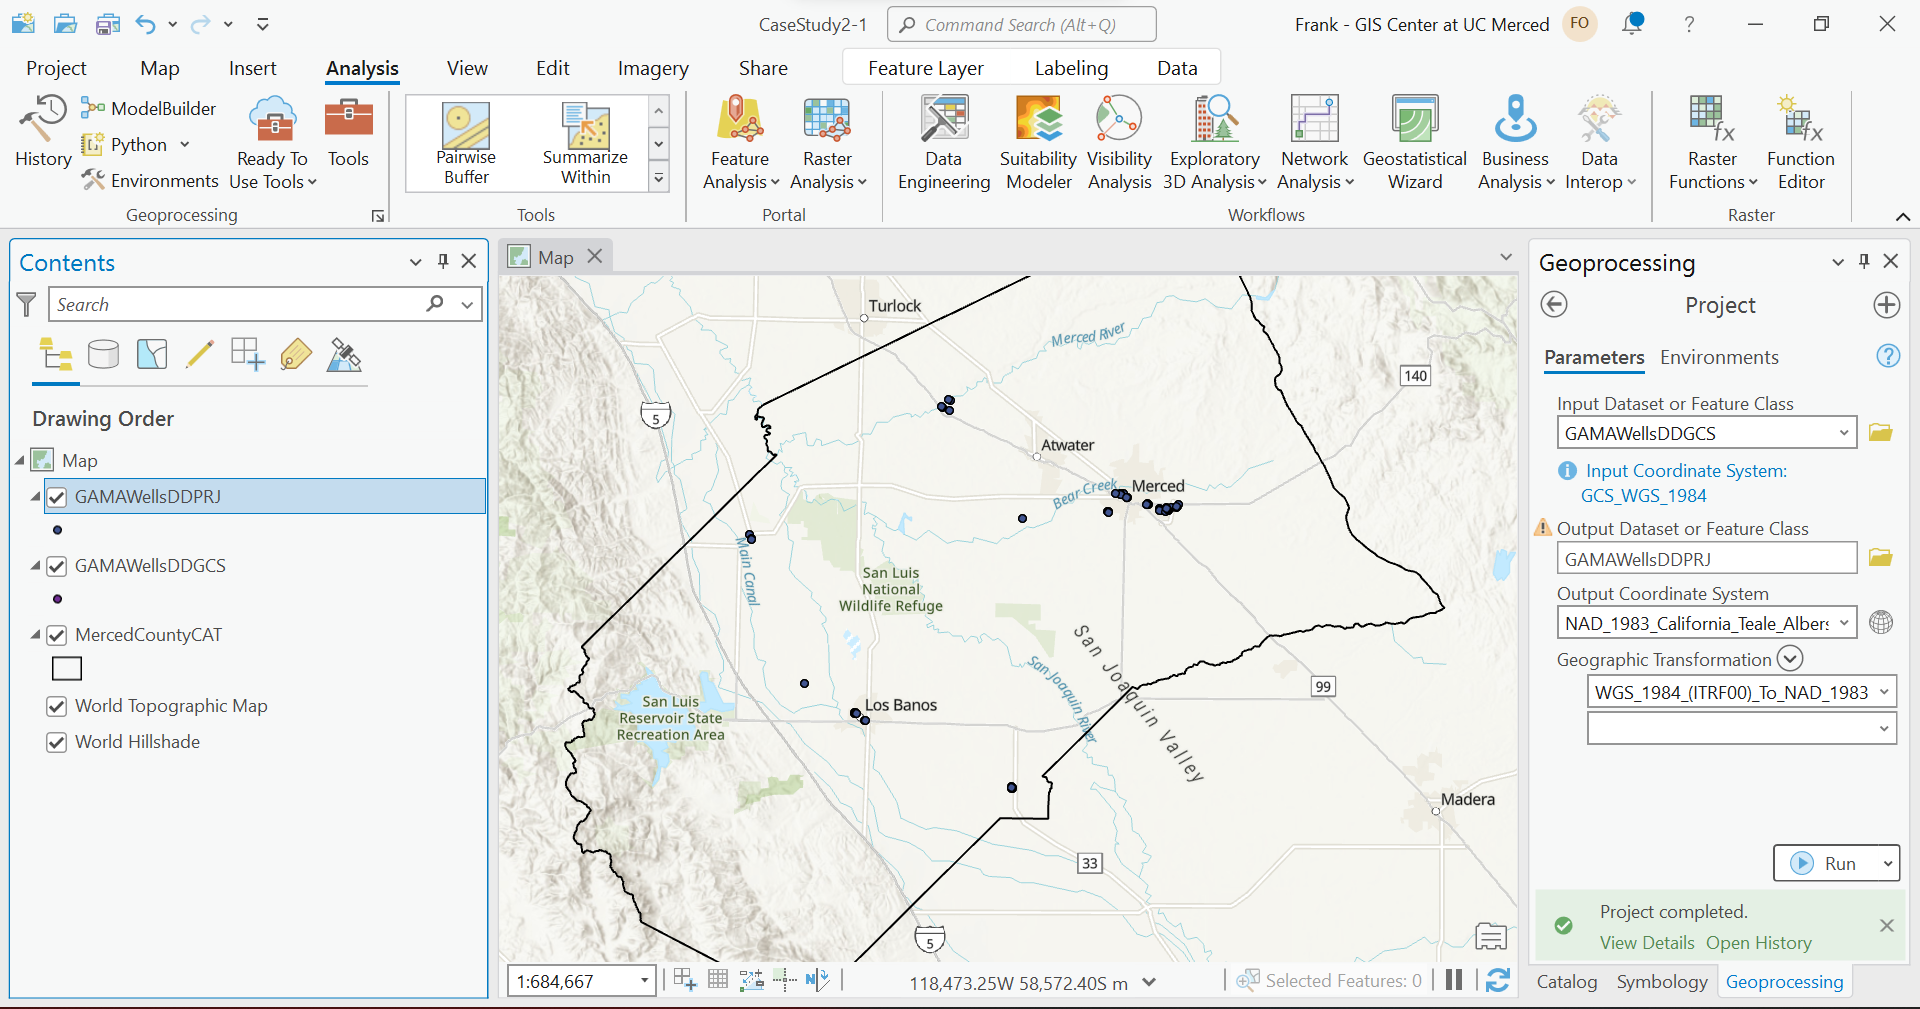 CaseStudy2-1
Command Search (Alt+Q)
Frank - GIS Center at UC Merced
FO
?
Project
Map
Insert
Analysis
View
Edit
Imagery
Share
Feature Layer
Labeling
Data
History
ModelBuilder
Python
Environments
Ready To
Use Tools
Tools
Geoprocessing
Pairwise
Buffer
Summarize
Within
Tools
Feature
Analysis
Raster
Analysis
Portal
Data
Engineering
Suitability
Modeler
Visibility
Analysis
Exploratory
3D Analysis
Network
Analysis
Geostatistical
Wizard
Business
Analysis
Data
Interop
Workflows
Raster
Functions
Function
Editor
Raster
Contents
Search
Drawing Order
Map
GAMAWellsDDPRJ
GAMAWellsDDGCS
MercedCountyCAT
World Topographic Map
World Hillshade
Map
Turlock
Merced River
140
5
Atwater
Bear Creek
Merced
Main Canal
San Luis
National
Wildlife Refuge
San Joaquin Valley
San Joaquin River
99
San Luis
Reservoir State
Recreation Area
Los Banos
Madera
33
5
1:684,667
118,473.25W 58,572.40S m
Selected Features: 0
Geoprocessing
Project
Parameters
Environments
?
Input Dataset or Feature Class
GAMAWellsDDGCS
Input Coordinate System:
GCS_WGS_1984
Output Dataset or Feature Class
GAMAWellsDDPRJ
Output Coordinate System
NAD_1983_California_Teale_Albers
Geographic Transformation
WGS_1984_(ITRF00)_To_NAD_1983
Run
Project completed.
View Details Open History
Catalog
Symbology
Geoprocessing